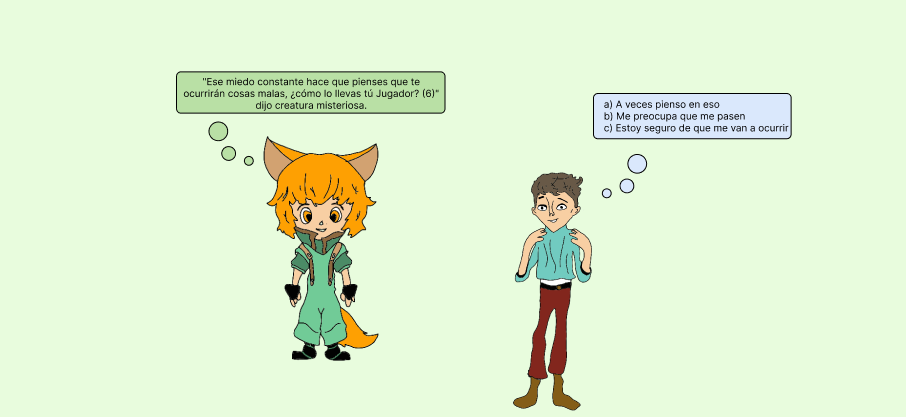 "Ese miedo constante hace que pienses que te
ocurrirán cosas malas, ¿cómo lo llevas tú Jugador? (6)"
dijo creatura misteriosa.
a) A veces pienso en eso
b) Me preocupa que me pasen
c) Estoy seguro de que me van a ocurrir